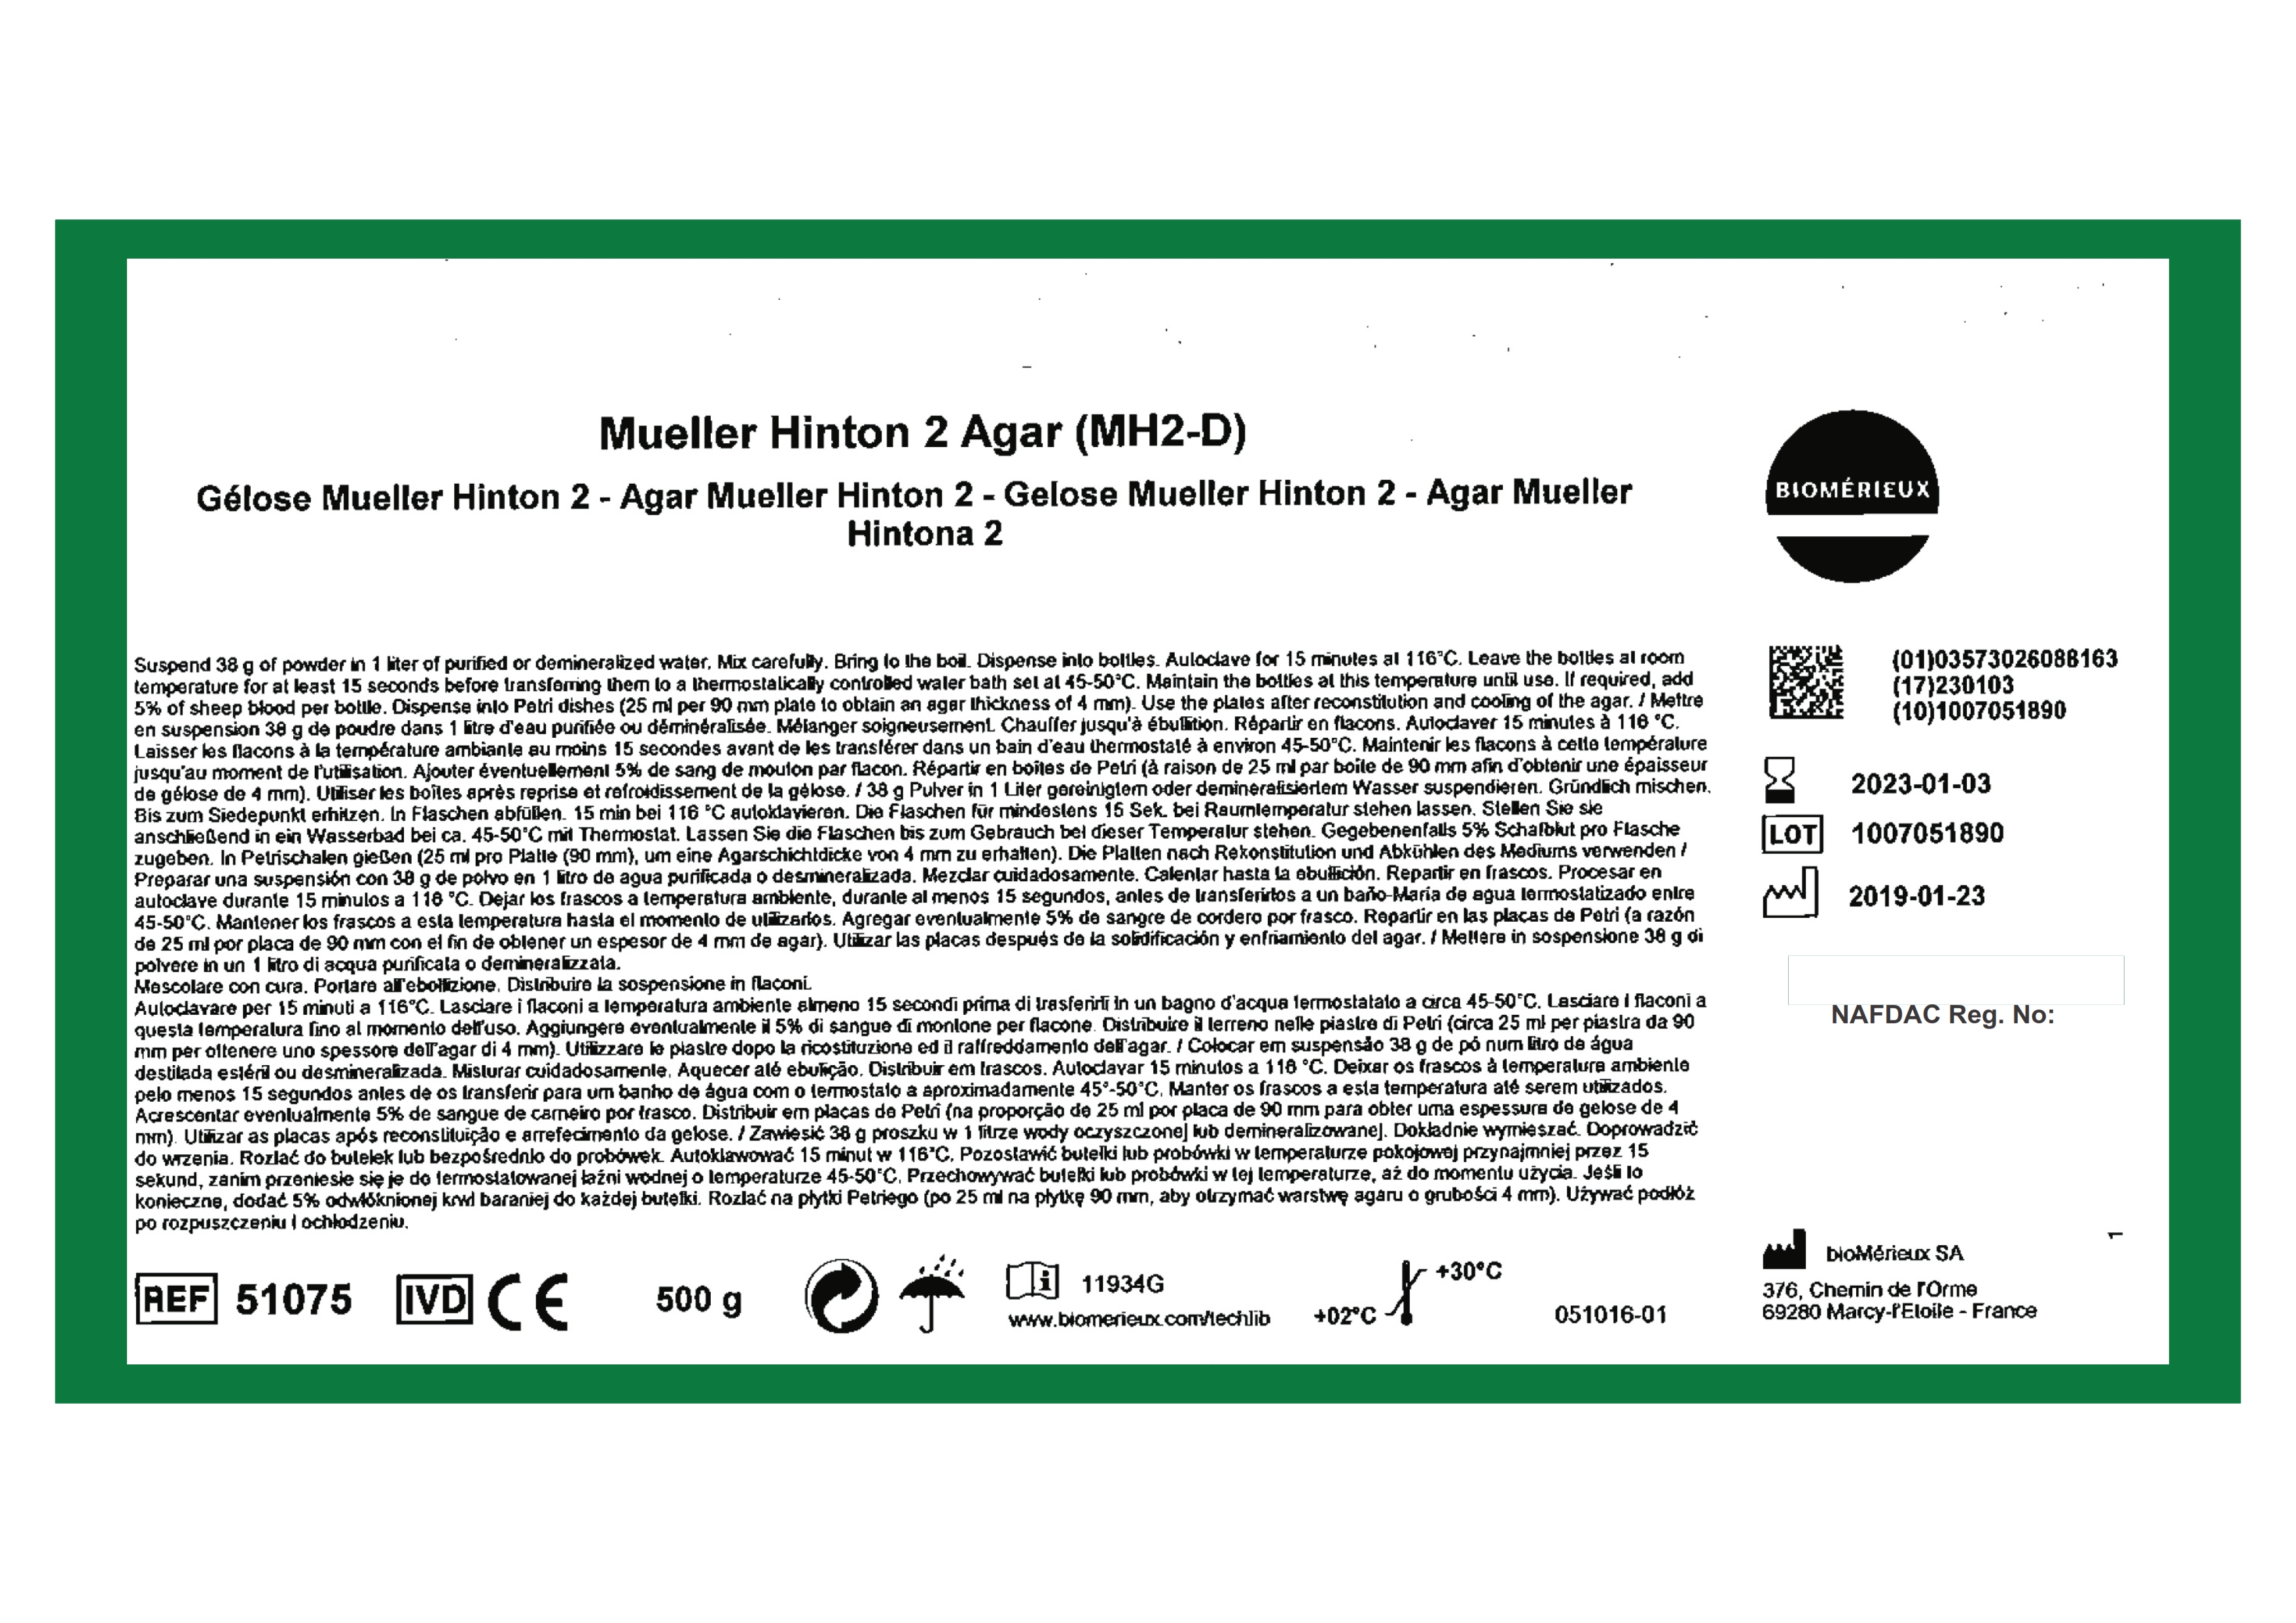 Mueller Hinton 2 Agar (MH2-D)
Gélose Mueller Hinton 2 - Agar Mueller Hinton 2 - Gelose Mueller Hinton 2 - Agar Mueller
Hintona 2
BIOMÉRIEUX
Suspend 38 g of powder in 1 liter of purified or demineralized water. Mix carefully. Bring to the boil. Dispense into bottles. Autoclave for 15 minutes at 116°C. Leave the bottles at room
temperature for at least 15 seconds before transferring them to a thermostatically controlled water bath set at 45-50°C. Maintain the bottles at this temperature until use. If required, add
5% of sheep blood per bottle. Dispense into Petri dishes (25 ml per 90 mm plate to obtain an agar thickness of 4 mm). Use the plates after reconstitution and cooling of the agar. / Mettre
en suspension 38 g de poudre dans 1 litre d'eau purifiée ou déminéralisée. Mélanger soigneusement. Chauffer jusqu'à ébullition. Répartir en flacons. Autoclaver 15 minutes à 116 °C.
Laisser les flacons à la température ambiante au moins 15 secondes avant de les transférer dans un bain d'eau thermostaté à environ 45-50°C. Maintenir les flacons à cette température
jusqu'au moment de l'utilisation. Ajouter éventuellement 5% de sang de mouton par flacon. Répartir en boîtes de Petri (à raison de 25 ml par boîte de 90 mm afin d'obtenir une épaisseur
de gélose de 4 mm). Utiliser les boîtes après reprise et refroidissement de la gélose. / 38 g Pulver in 1 Liter gereinigtem oder demineralisiertem Wasser suspendieren. Gründlich mischen.
Bis zum Siedepunkt erhitzen. In Flaschen abfüllen. 15 min bei 116 °C autoklavieren. Die Flaschen für mindestens 15 Sek. bei Raumtemperatur stehen lassen. Stellen Sie sie
anschließend in ein Wasserbad bei ca. 45-50°C mit Thermostat. Lassen Sie die Flaschen bis zum Gebrauch bei dieser Temperatur stehen. Gegebenenfalls 5% Schafblut pro Flasche
zugeben. In Petrischalen gießen (25 ml pro Platte (90 mm), um eine Agarschichtdicke von 4 mm zu erhalten). Die Platten nach Rekonstitution und Abkühlen des Mediums verwenden /
Preparar una suspensión con 38 g de polvo en 1 litro de agua purificada o desmineralizada. Mezclar cuidadosamente. Calentar hasta la ebullición. Repartir en frascos. Procesar en
autoclave durante 15 minutos a 116 °C. Dejar los frascos a temperatura ambiente, durante al menos 15 segundos, antes de transferirlos a un baño-María de agua termostatizado entre
45-50°C. Mantener los frascos a esta temperatura hasta el momento de utilizarlos. Agregar eventualmente 5% de sangre de cordero por frasco. Repartir en las placas de Petri (a razón
de 25 ml por placa de 90 mm con el fin de obtener un espesor de 4 mm de agar). Utilizar las placas después de la solidificación y enfriamiento del agar. / Mettere in sospensione 38 g di
polvere in un 1 litro di acqua purificata o demineralizzata.
Mescolare con cura. Portare all'ebollizione. Distribuire la sospensione in flaconi.
Autoclavare per 15 minuti a 116°C. Lasciare i flaconi a temperatura ambiente almeno 15 secondi prima di trasferirli in un bagno d'acqua termostatato a circa 45-50°C. Lasciare i flaconi a
questa temperatura fino al momento dell'uso. Aggiungere eventualmente il 5% di sangue di montone per flacone. Distribuire il terreno nelle piastre di Petri (circa 25 ml per piastra da 90
mm per ottenere uno spessore dell'agar di 4 mm). Utilizzare le piastre dopo la ricostituzione ed il raffreddamento dell'agar. / Colocar em suspensão 38 g de pó num litro de água
destilada estéril ou desmineralizada. Misturar cuidadosamente. Aquecer até ebulição. Distribuir em frascos. Autoclavar 15 minutos a 116 °C. Deixar os frascos à temperatura ambiente
pelo menos 15 segundos antes de os transferir para um banho de água com o termostato a aproximadamente 45°-50°C. Manter os frascos a esta temperatura até serem utilizados.
Acrescentar eventualmente 5% de sangue de carneiro por frasco. Distribuir em placas de Petri (na proporção de 25 ml por placa de 90 mm para obter uma espessura de gelose de 4
mm). Utilizar as placas após reconstituição e arrefecimento da gelose. / Zawiesić 38 g proszku w 1 litrze wody oczyszczonej lub demineralizowanej. Dokładnie wymieszać. Doprowadzić
do wrzenia. Rozlać do butelek lub bezpośrednio do probówek. Autoklawować 15 minut w 116°C. Pozostawić butelki lub probówki w temperaturze pokojowej przynajmniej przez 15
sekund, zanim przeniesie się je do termostatowanej łaźni wodnej o temperaturze 45-50°C. Przechowywać butelki lub probówki w tej temperaturze, aż do momentu użycia. Jeśli to
konieczne, dodać 5% odwłóknionej krwi baraniej do każdej butelki. Rozlać na płytki Petriego (po 25 ml na płytkę 90 mm, aby otrzymać warstwę agaru o grubości 4 mm). Używać podłóż
po rozpuszczeniu i ochłodzeniu.
(01)03573026088163
(17)230103
(10)1007051890
2023-01-03
LOT 1007051890
2019-01-23
NAFDAC Reg. No:
REF 51075 IVD CE 500 g
11934G
www.biomerieux.com/techlib
+02°C +30°C
051016-01
bioMérieux SA
376, Chemin de l'Orme
69280 Marcy-l'Etoile - France